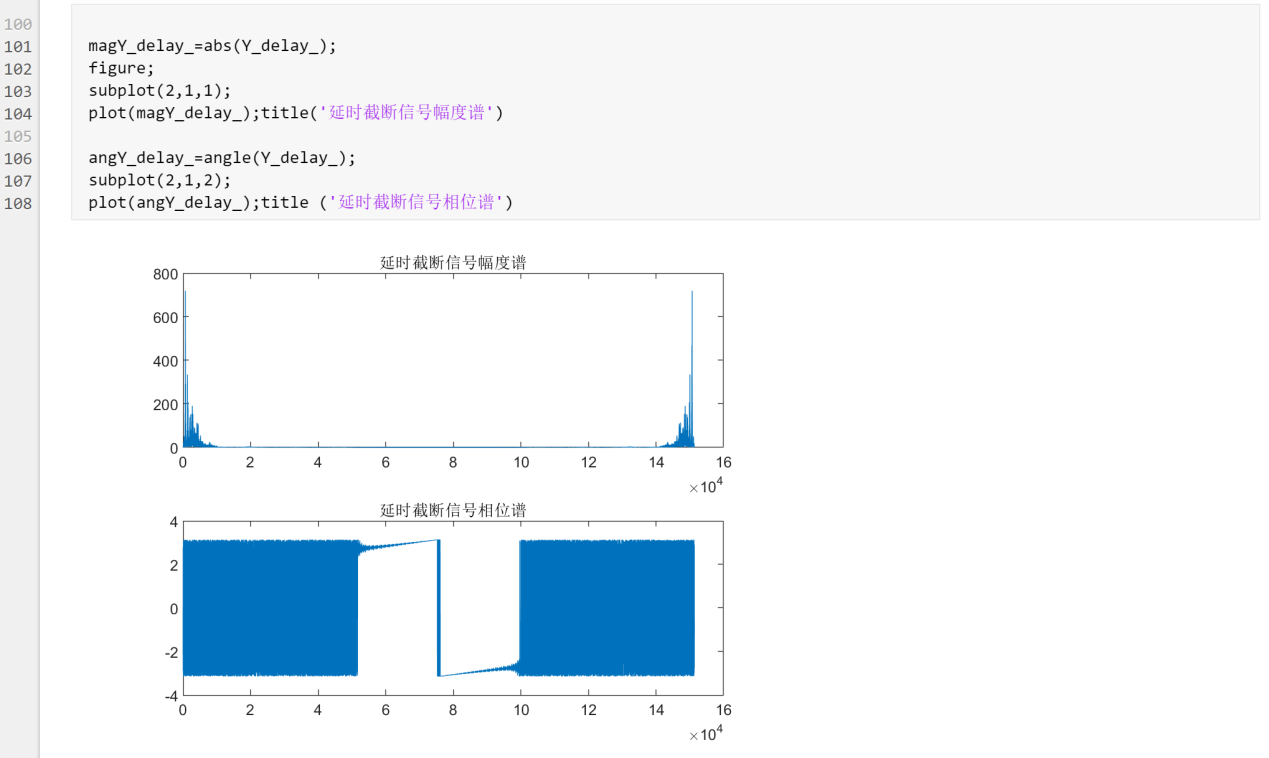 100
101 magY_delay_=abs(Y_delay_);
102 figure;
103 subplot(2,1,1);
104 plot(magY_delay_);title('延时截断信号幅度谱')
105
106 angY_delay_=angle(Y_delay_);
107 subplot(2,1,2);
108 plot(angY_delay_);title ('延时截断信号相位谱')
延时截断信号幅度谱
800
600
400
200
0
0 2 4 6 8 10 12 14 16
×10^4
延时截断信号相位谱
4
2
0
-2
-4
0 2 4 6 8 10 12 14 16
×10^4